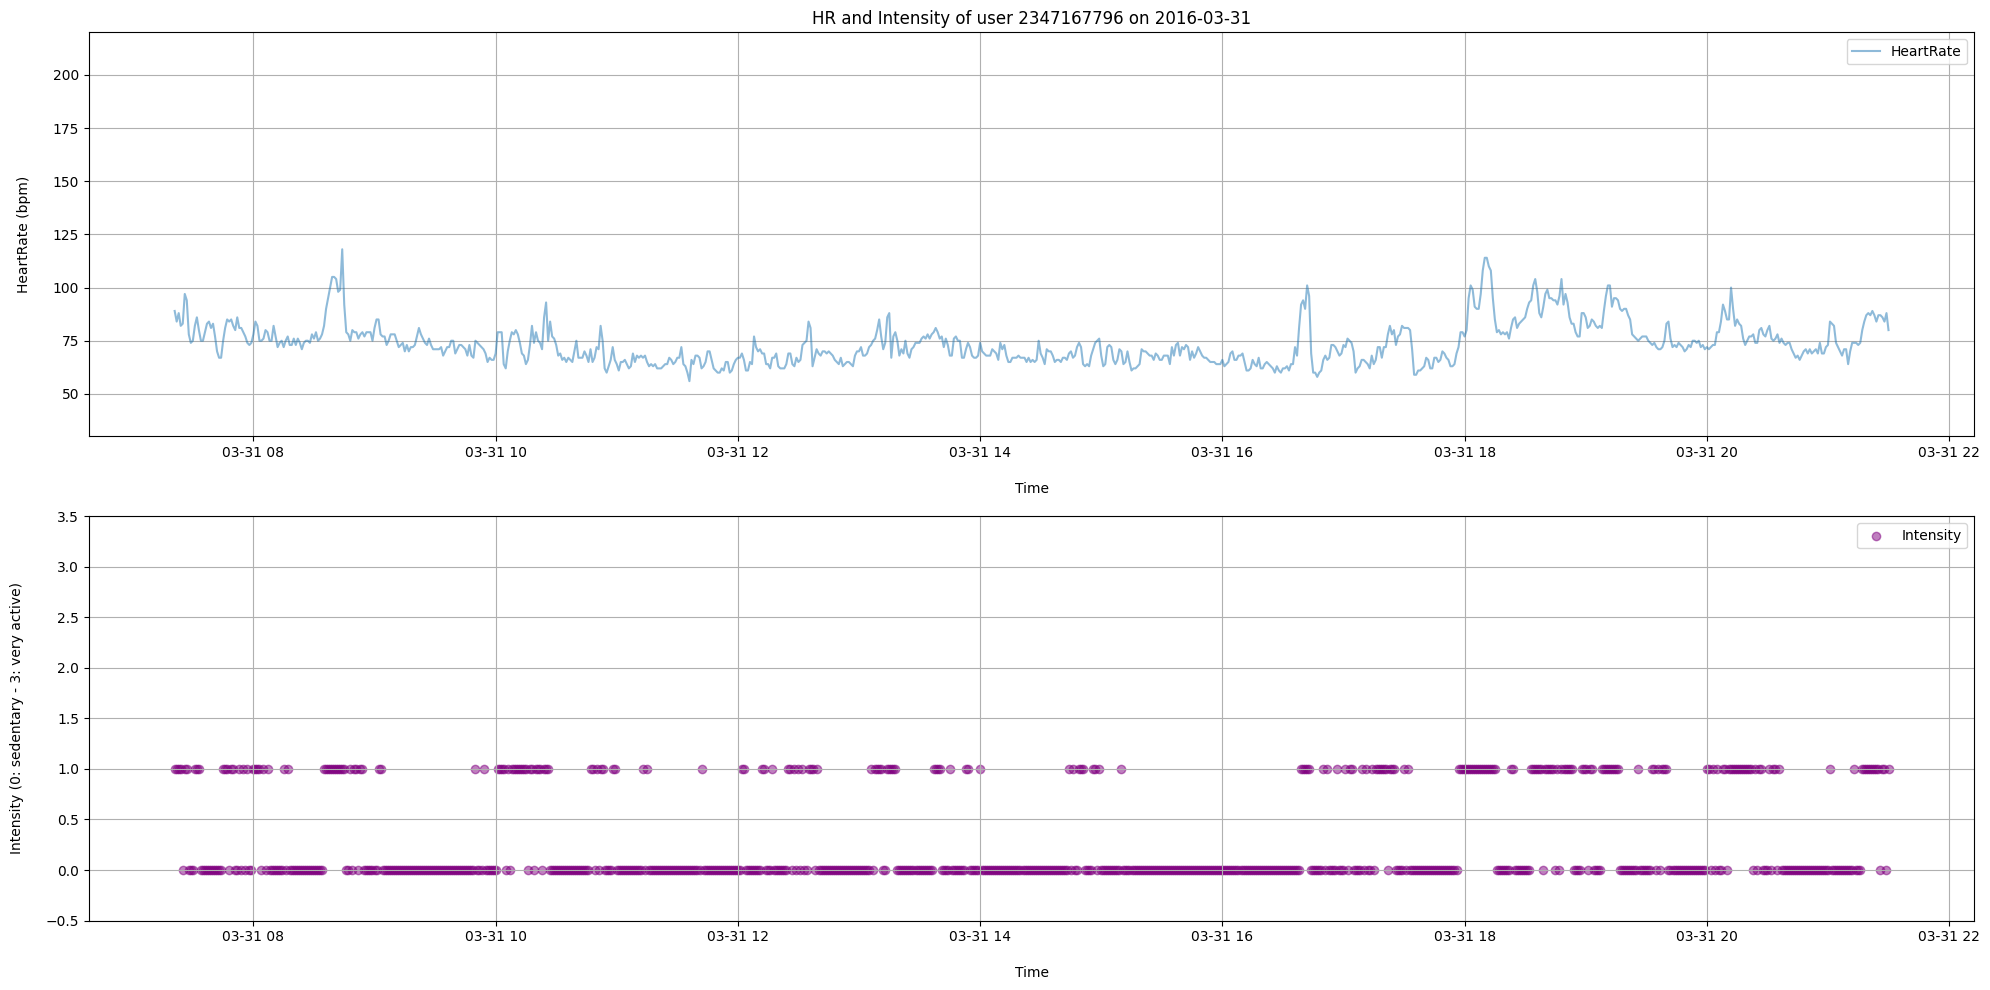 HR and Intensity of user 2347167796 on 2016-03-31
HeartRate
200
175
150
125
100
75
50
HeartRate (bpm)
03-31 08 03-31 10 03-31 12 03-31 14 03-31 16 03-31 18 03-31 20 03-31 22
Time
Intensity
3.5
3.0
2.5
2.0
1.5
1.0
0.5
0.0
−0.5
Intensity (0: sedentary - 3: very active)
03-31 08 03-31 10 03-31 12 03-31 14 03-31 16 03-31 18 03-31 20 03-31 22
Time